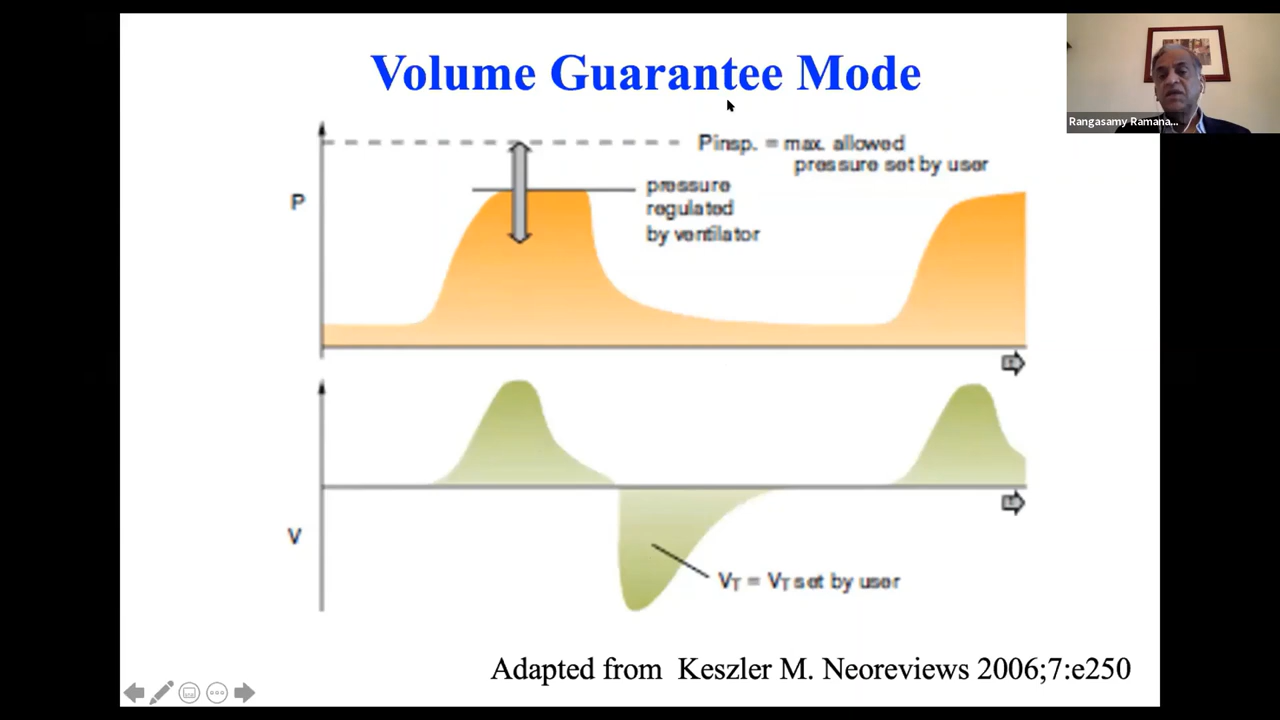 Volume Guarantee Mode
Rangasamy Ramana...
Pinsp. = max. allowed
pressure set by user
P
pressure
regulated
by ventilator
V
VT = VT set by user
Adapted from Keszler M. Neoreviews 2006;7:e250